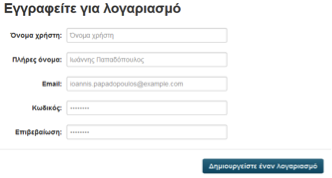 Εγγραφείτε για λογαριασμό
Όνομα χρήστη: Όνομα χρήστη
Πλήρες όνομα: Ιωάννης Παπαδόπουλος
Email: ioannis.papadopoulos@example.com
Κωδικός: ••••••••
Επιβεβαίωση: ••••••••
Δημιουργείστε έναν λογαριασμό